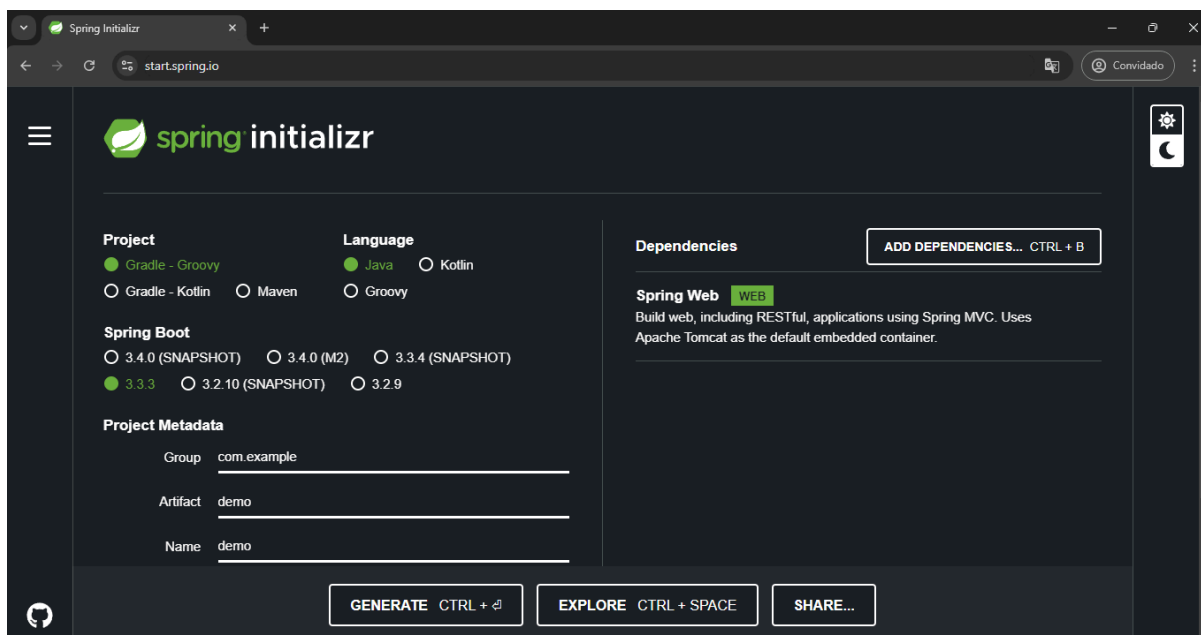 Spring Initializr
start.spring.io
Convidado
spring initializr
Project
Gradle - Groovy
Gradle - Kotlin Maven
Language
Java Kotlin
Groovy
Spring Boot
3.4.0 (SNAPSHOT) 3.4.0 (M2) 3.3.4 (SNAPSHOT)
3.3.3 3.2.10 (SNAPSHOT) 3.2.9
Project Metadata
Group com.example
Artifact demo
Name demo
Dependencies
ADD DEPENDENCIES... CTRL + B
Spring Web WEB
Build web, including RESTful, applications using Spring MVC. Uses
Apache Tomcat as the default embedded container.
GENERATE CTRL + ⏎
EXPLORE CTRL + SPACE
SHARE...